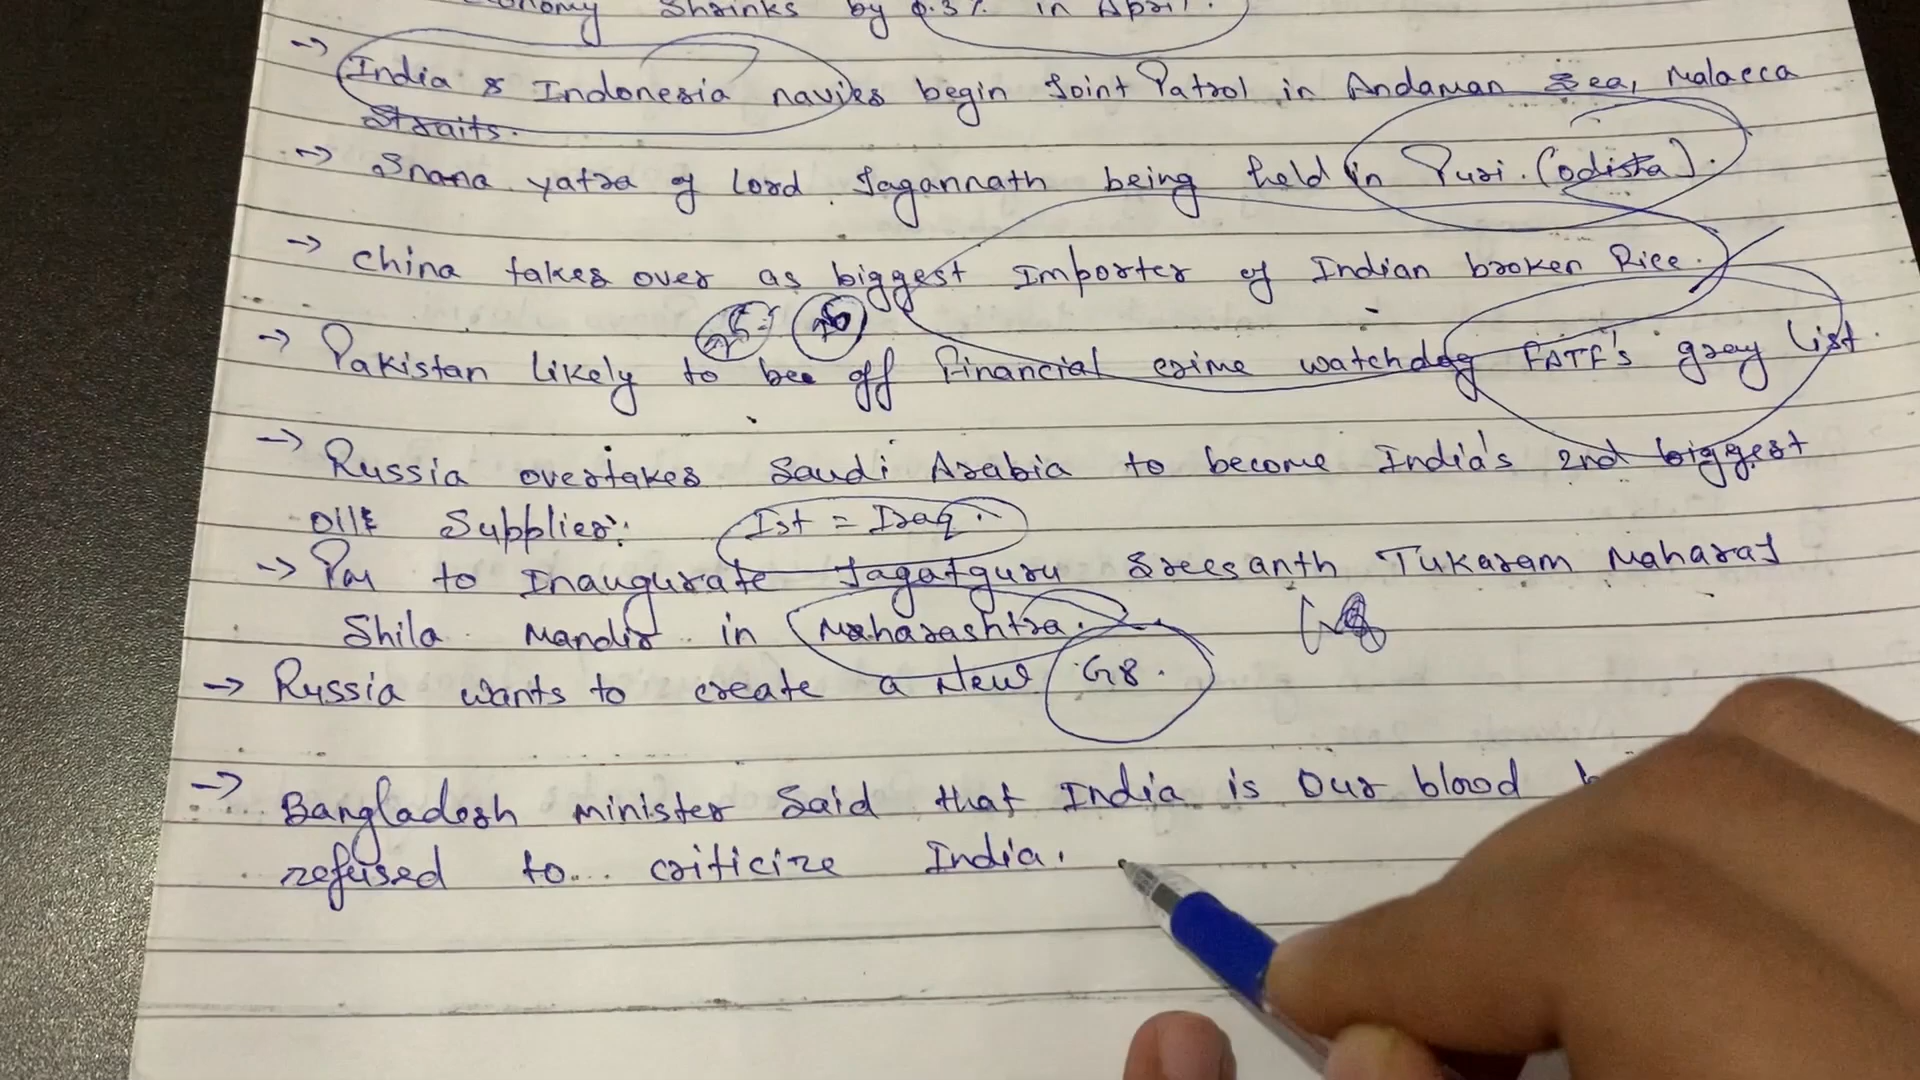 Economy Shrinks by 0.3% in April.
→ India & Indonesia navies begin Joint Patrol in Andaman Sea, Malacca
Straits.
→ Snana yatra of Lord Jagannath being held in Puri. (Odisha).
→ China takes over as biggest Importer of Indian broken Rice.
→ Pakistan likely to be off Financial crime watchdog FATF's gray list.
→ Russia overtakes Saudi Arabia to become India's 2nd biggest
Oil Supplier. Ist = Iraq.
→ PM to Inaugurate Jagatguru Sreesanth Tukaram Maharaj
Shila Mandir in Maharashtra.
→ Russia wants to create a New G8.
→ Bangladesh minister Said that India is Our blood
refused to criticize India.